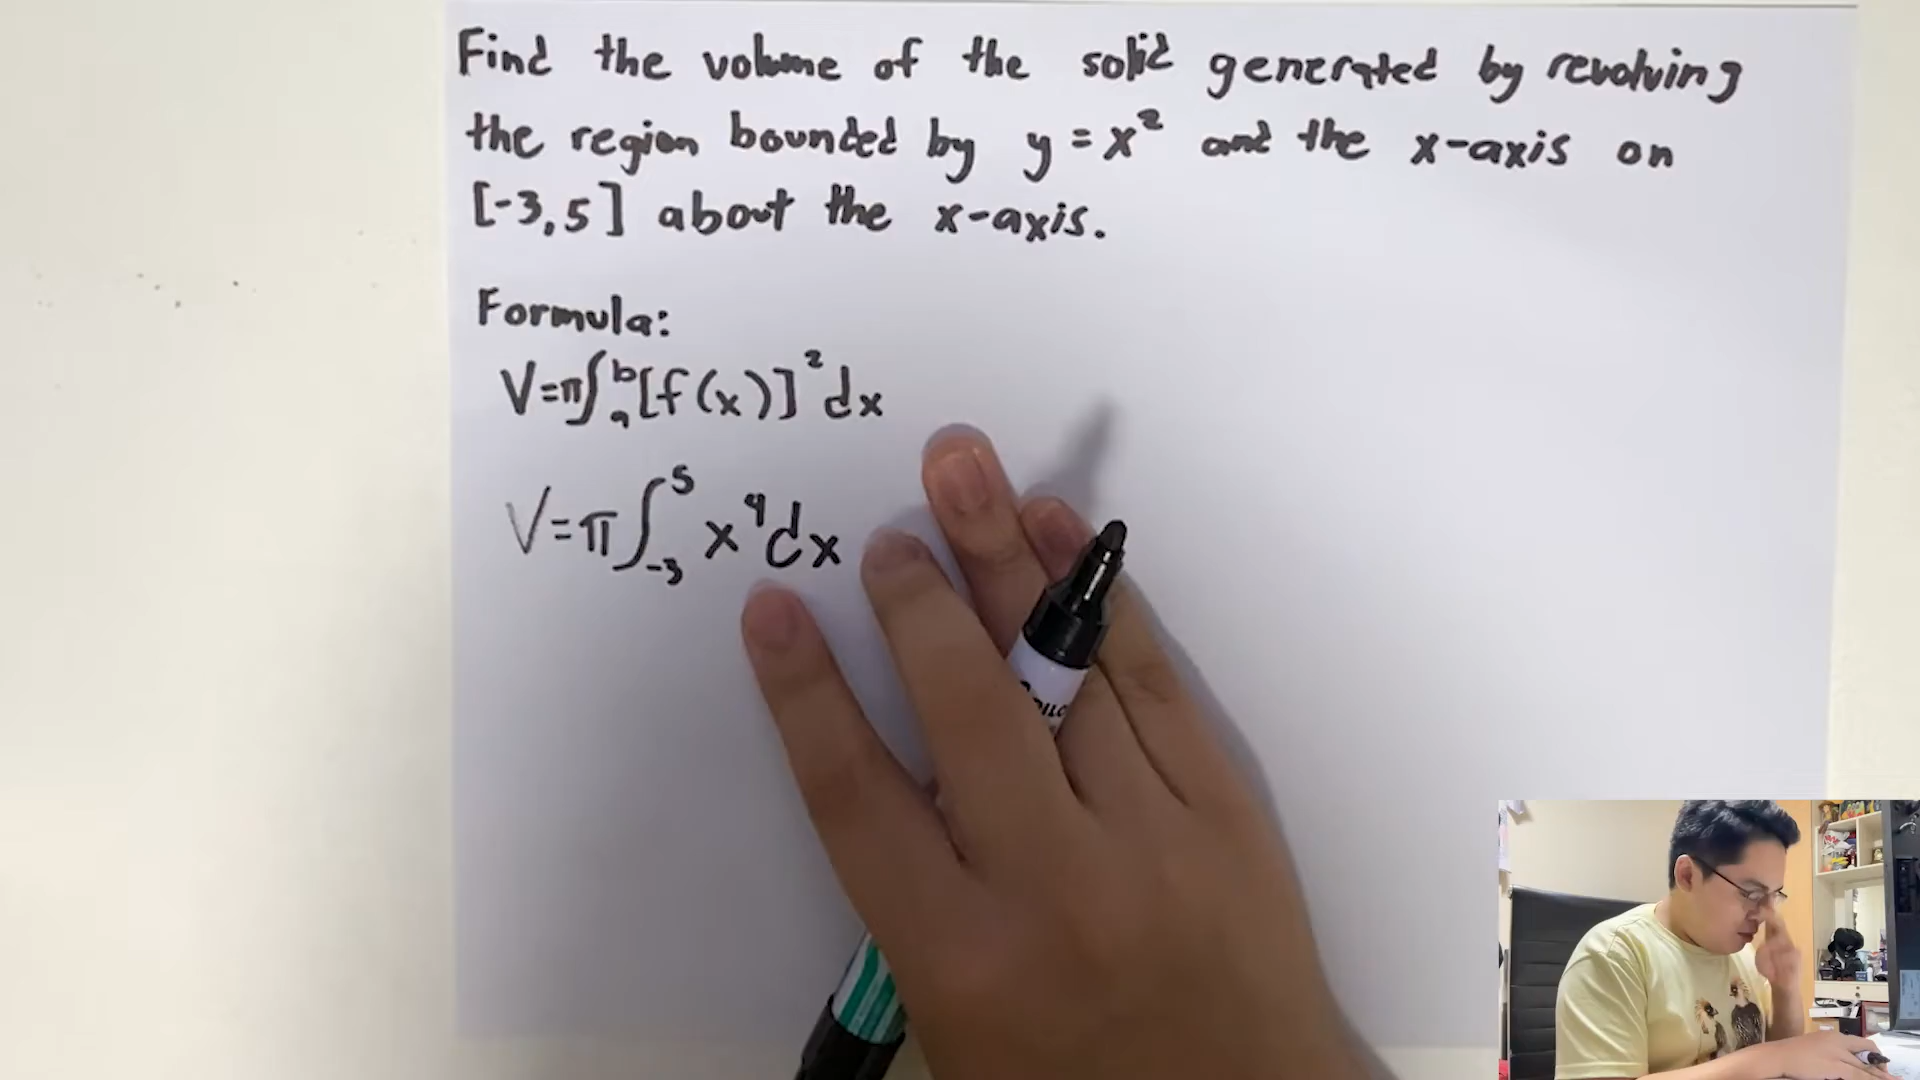 Find the volume of the solid generated by revolving
the region bounded by y = x² and the x-axis on
[-3, 5] about the x-axis.
Formula:
V = π∫ₐᵇ [f(x)]² dx
V = π∫₋₃⁵ x⁴ dx